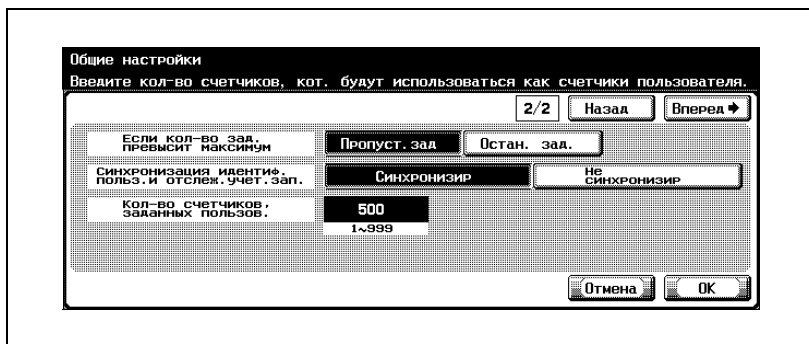 Общие настройки
Введите кол-во счетчиков, кот. будут использоваться как счетчики пользователя.
2/2 Назад Вперед
Если кол-во зад. превысит максимум Пропуст.зад Остан. зад.
Синхронизация идентиф. польз.и отслеж.учет.зап. Синхронизир Не синхронизир
Кол-во счетчиков, заданных пользов. 500
1~999
Отмена OK